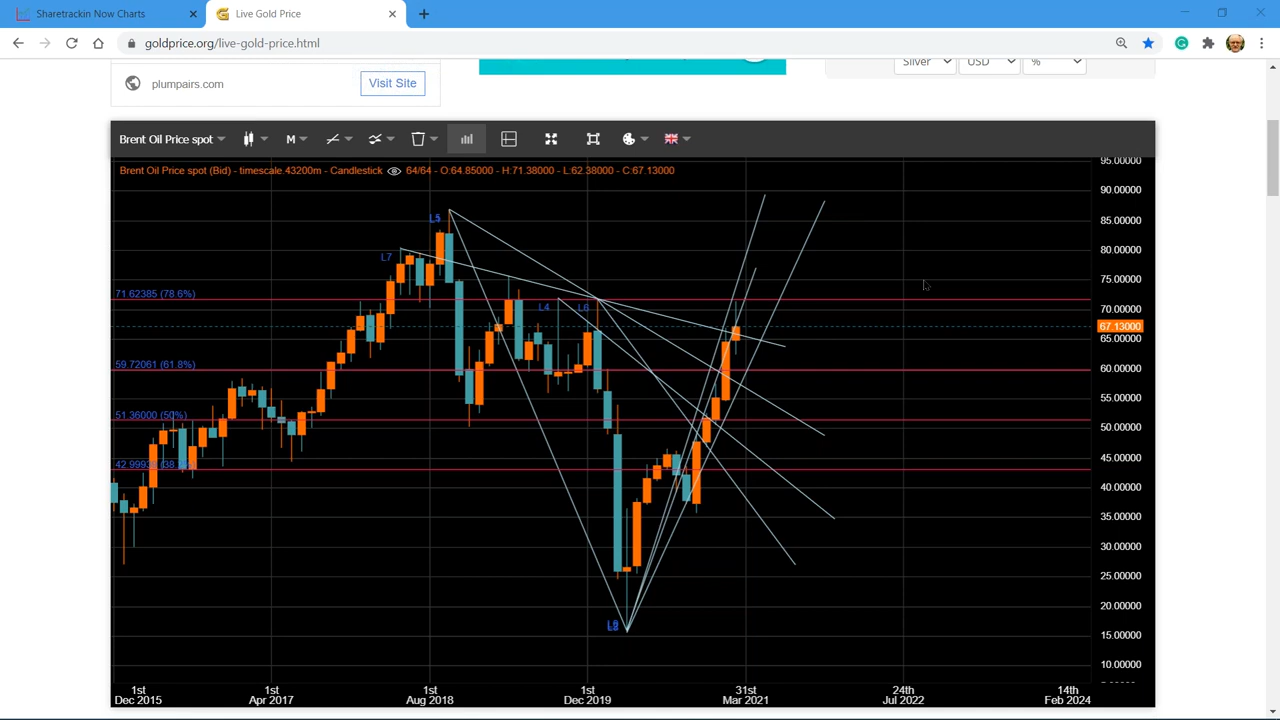 Sharetrackin Now Charts
Live Gold Price
goldprice.org/live-gold-price.html
plumpairs.com
Visit Site
Silver USD %
Brent Oil Price spot M
Brent Oil Price spot (Bid) - timescale.43200m - Candlestick 64/64 - O:64.85000 - H:71.38000 - L:62.38000 - C:67.13000
95.00000
90.00000
L5
85.00000
L7
80.00000
75.00000
71.62385 (78.6%)
L4 L6
70.00000
67.13000
65.00000
59.72061 (61.8%)
60.00000
55.00000
51.36000 (50%)
50.00000
45.00000
40.00000
35.00000
30.00000
25.00000
20.00000
15.00000
10.00000
1st 1st 1st 1st 31st 24th 14th
Dec 2015 Apr 2017 Aug 2018 Dec 2019 Mar 2021 Jul 2022 Feb 2024